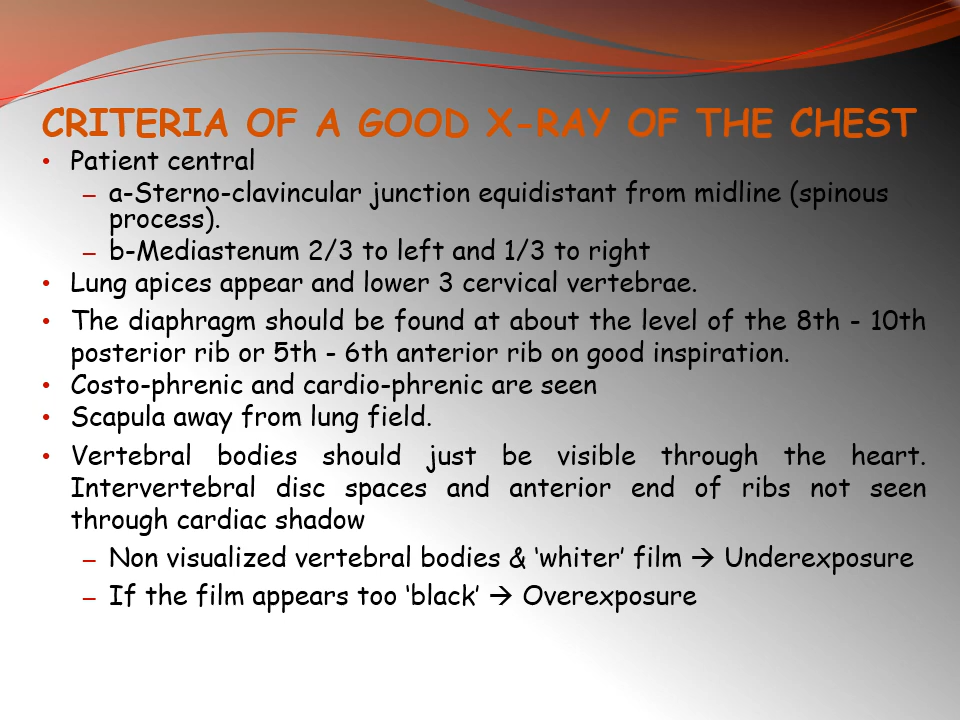 CRITERIA OF A GOOD X-RAY OF THE CHEST
• Patient central
– a-Sterno-clavincular junction equidistant from midline (spinous
process).
– b-Mediastenum 2/3 to left and 1/3 to right
• Lung apices appear and lower 3 cervical vertebrae.
• The diaphragm should be found at about the level of the 8th - 10th
posterior rib or 5th - 6th anterior rib on good inspiration.
• Costo-phrenic and cardio-phrenic are seen
• Scapula away from lung field.
• Vertebral bodies should just be visible through the heart.
Intervertebral disc spaces and anterior end of ribs not seen
through cardiac shadow
– Non visualized vertebral bodies & ‘whiter’ film → Underexposure
– If the film appears too ‘black’ → Overexposure